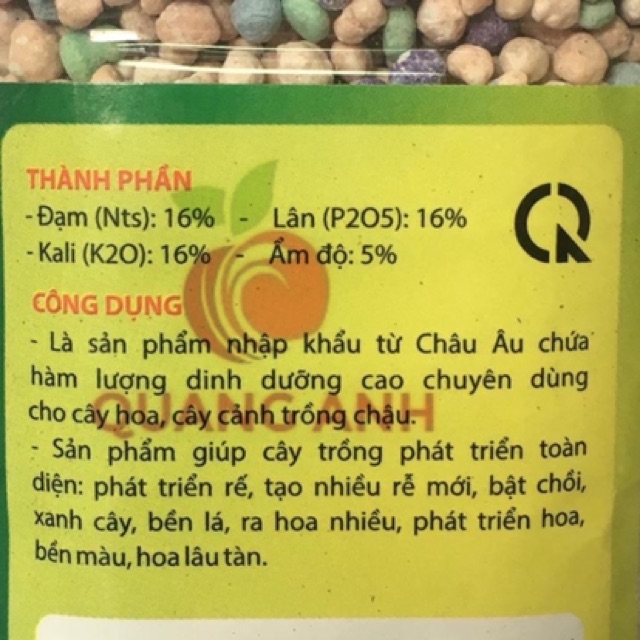 THÀNH PHẦN
- Đạm (Nts): 16% - Lân (P2O5): 16%
- Kali (K2O): 16% - Ẩm độ: 5%
CÔNG DỤNG
- Là sản phẩm nhập khẩu từ Châu Âu chứa
hàm lượng dinh dưỡng cao chuyên dùng
cho cây hoa, cây cảnh trồng chậu.
QUANG ANH
- Sản phẩm giúp cây trồng phát triển toàn
diện: phát triển rế, tạo nhiều rễ mới, bật chồi,
xanh cây, bền lá, ra hoa nhiều, phát triển hoa,
bền màu, hoa lâu tàn.